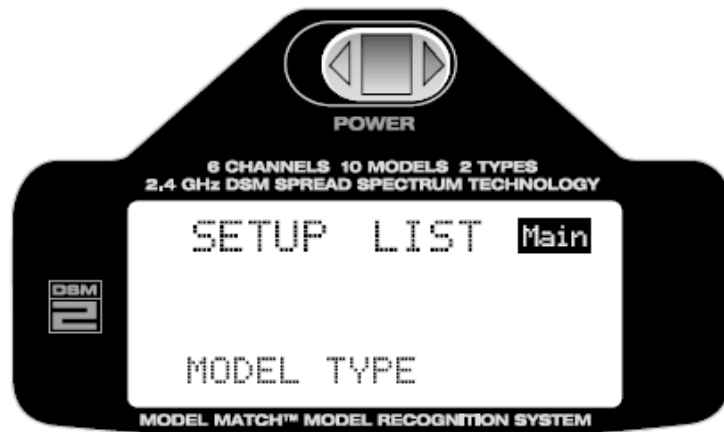 POWER
6 CHANNELS 10 MODELS 2 TYPES
2,4 GHz DSM SPREAD SPECTRUM TECHNOLOGY
SETUP LIST Main
DSM
2
MODEL TYPE
MODEL MATCH™ MODEL RECOGNITION SYSTEM